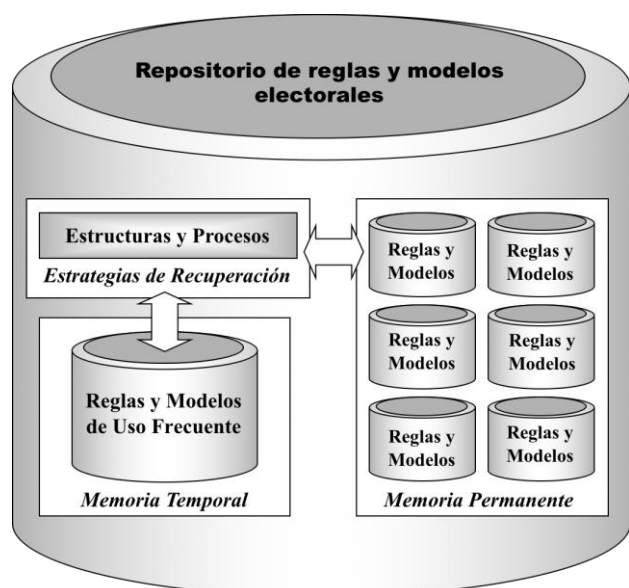 Repositorio de reglas y modelos
electorales
Estructuras y Procesos
Estrategias de Recuperación
Reglas y Modelos
de Uso Frecuente
Memoria Temporal
Reglas y
Modelos
Reglas y
Modelos
Reglas y
Modelos
Reglas y
Modelos
Reglas y
Modelos
Reglas y
Modelos
Memoria Permanente